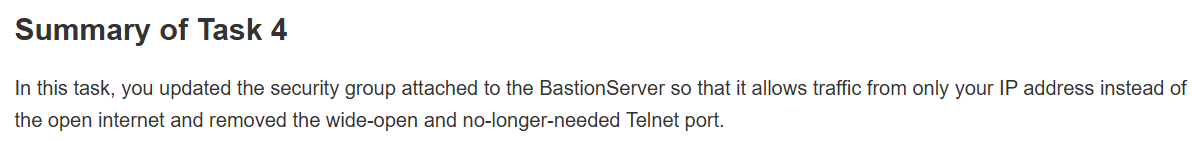 Summary of Task 4
In this task, you updated the security group attached to the BastionServer so that it allows traffic from only your IP address instead of
the open internet and removed the wide-open and no-longer-needed Telnet port.